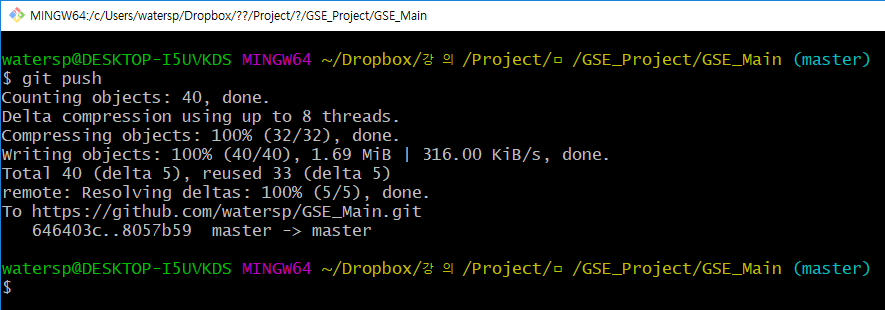 MINGW64:/c/Users/watersp/Dropbox/??/Project/?/GSE_Project/GSE_Main
watersp@DESKTOP-I5UVKDS MINGW64 ~/Dropbox/강 의 /Project/ㅁ /GSE_Project/GSE_Main (master)
$ git push
Counting objects: 40, done.
Delta compression using up to 8 threads.
Compressing objects: 100% (32/32), done.
Writing objects: 100% (40/40), 1.69 MiB | 316.00 KiB/s, done.
Total 40 (delta 5), reused 33 (delta 5)
remote: Resolving deltas: 100% (5/5), done.
To https://github.com/watersp/GSE_Main.git
646403c..8057b59 master -> master
watersp@DESKTOP-I5UVKDS MINGW64 ~/Dropbox/강 의 /Project/ㅁ /GSE_Project/GSE_Main (master)
$